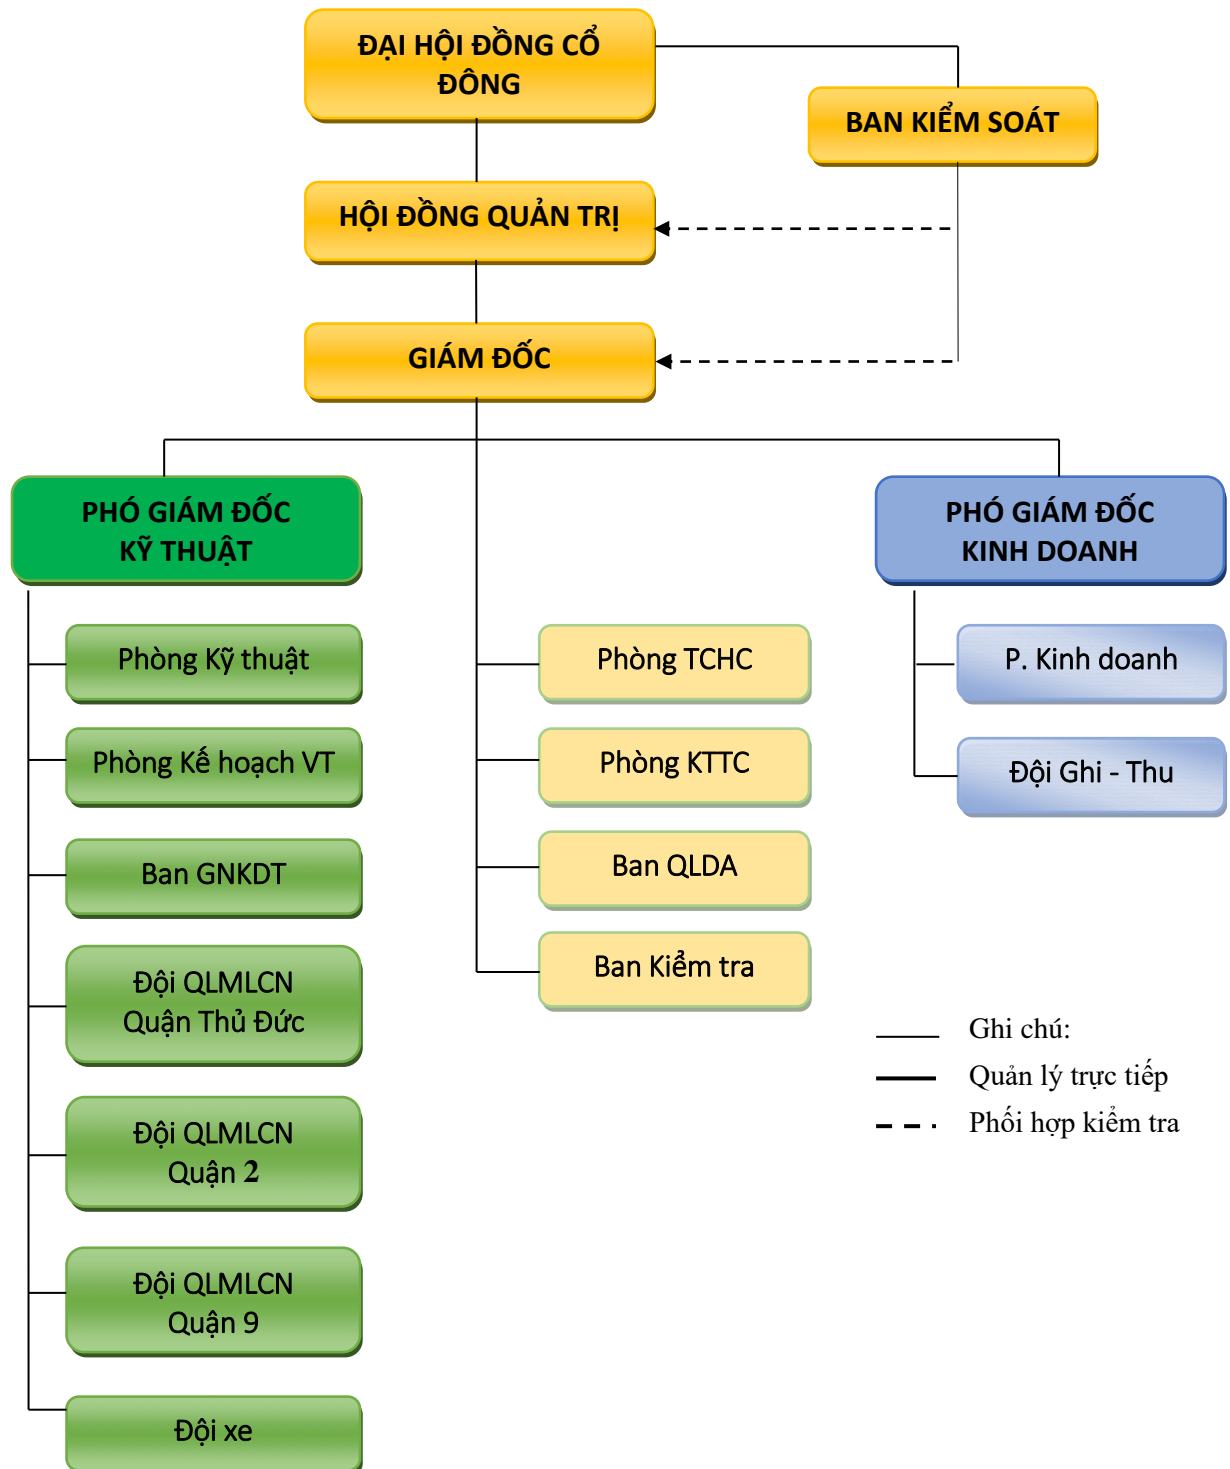 ĐẠI HỘI ĐỒNG CỔ
ĐÔNG
BAN KIỂM SOÁT
HỘI ĐỒNG QUẢN TRỊ
GIÁM ĐỐC
PHÓ GIÁM ĐỐC
KỸ THUẬT
PHÓ GIÁM ĐỐC
KINH DOANH
Phòng Kỹ thuật
Phòng Kế hoạch VT
Ban GNKDT
Đội QLMLCN
Quận Thủ Đức
Đội QLMLCN
Quận 2
Đội QLMLCN
Quận 9
Đội xe
Phòng TCHC
Phòng KTTC
Ban QLDA
Ban Kiểm tra
P. Kinh doanh
Đội Ghi - Thu
Ghi chú:
Quản lý trực tiếp
Phối hợp kiểm tra